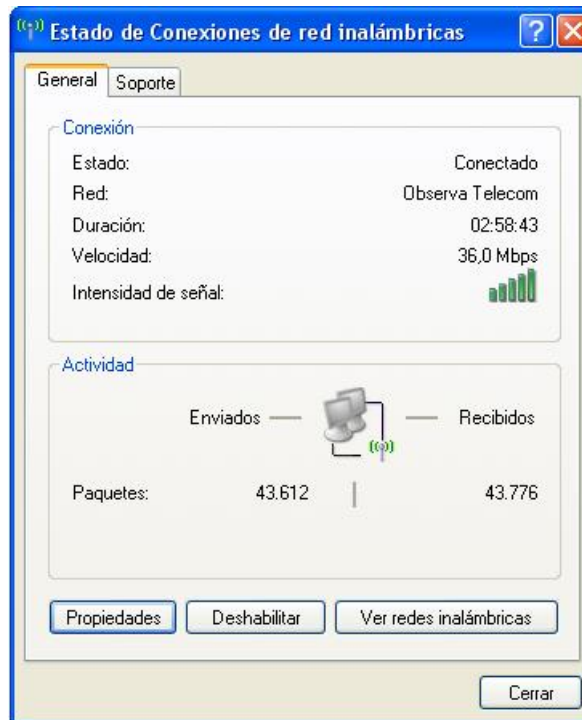 Estado de Conexiones de red inalámbricas
General Soporte
Conexión
Estado: Conectado
Red: Observa Telecom
Duración: 02:58:43
Velocidad: 36,0 Mbps
Intensidad de señal:
Actividad
Enviados Recibidos
Paquetes: 43.612 43.776
Propiedades Deshabilitar Ver redes inalámbricas
Cerrar